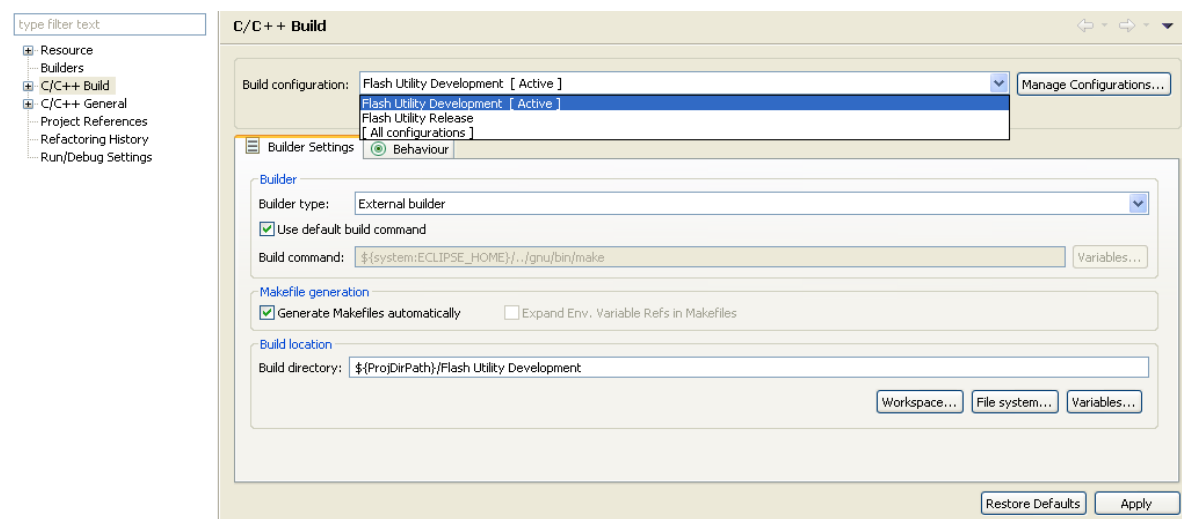 type filter text
Resource
Builders
C/C++ Build
C/C++ General
Project References
Refactoring History
Run/Debug Settings
C/C++ Build
Build configuration: Flash Utility Development [ Active ] Manage Configurations...
Flash Utility Development [ Active ]
Flash Utility Release
[ All configurations ]
Builder Settings Behaviour
Builder
Builder type: External builder
Use default build command
Build command: ${system:ECLIPSE_HOME}/../gnu/bin/make Variables...
Makefile generation
Generate Makefiles automatically Expand Env. Variable Refs in Makefiles
Build location
Build directory: ${ProjDirPath}/Flash Utility Development
Workspace... File system... Variables...
Restore Defaults Apply